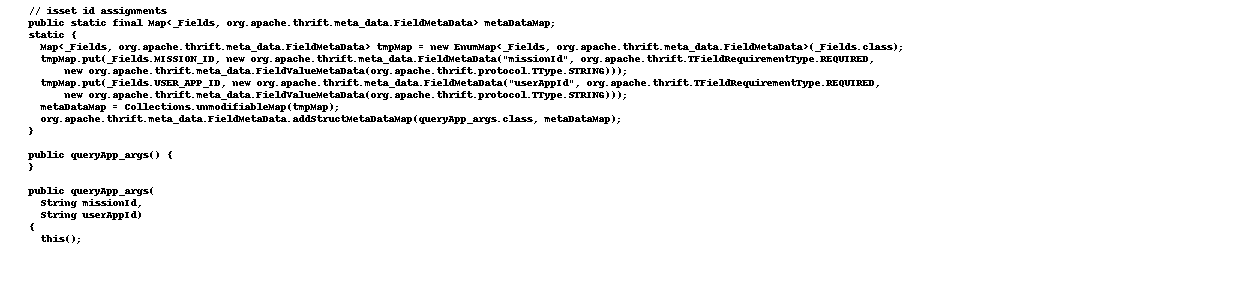 // isset id assignments
public static final Map<_Fields, org.apache.thrift.meta_data.FieldMetaData> metaDataMap;
static {
Map<_Fields, org.apache.thrift.meta_data.FieldMetaData> tmpMap = new EnumMap<_Fields, org.apache.thrift.meta_data.FieldMetaData>(_Fields.class);
tmpMap.put(_Fields.MISSION_ID, new org.apache.thrift.meta_data.FieldMetaData("missionId", org.apache.thrift.TFieldRequirementType.REQUIRED,
new org.apache.thrift.meta_data.FieldValueMetaData(org.apache.thrift.protocol.TType.STRING)));
tmpMap.put(_Fields.USER_APP_ID, new org.apache.thrift.meta_data.FieldMetaData("userAppId", org.apache.thrift.TFieldRequirementType.REQUIRED,
new org.apache.thrift.meta_data.FieldValueMetaData(org.apache.thrift.protocol.TType.STRING)));
metaDataMap = Collections.unmodifiableMap(tmpMap);
org.apache.thrift.meta_data.FieldMetaData.addStructMetaDataMap(queryApp_args.class, metaDataMap);
}
public queryApp_args() {
}
public queryApp_args(
String missionId,
String userAppId)
{
this();